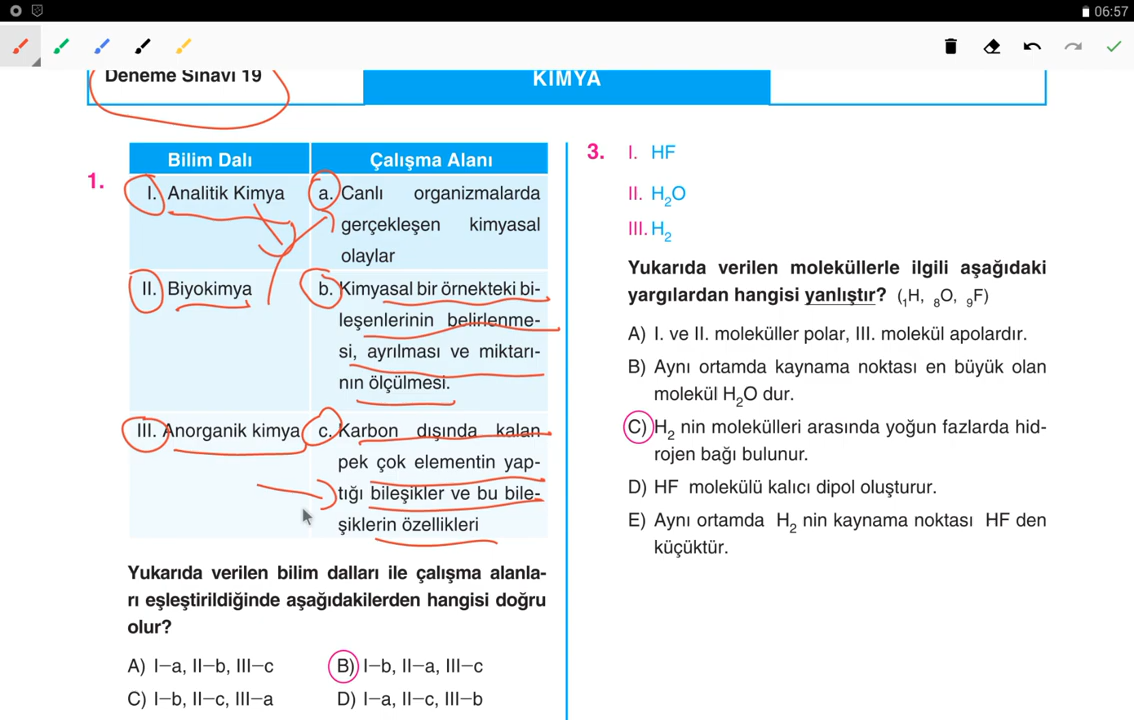 06:57
Deneme Sınavı 19
KİMYA
Bilim Dalı
Çalışma Alanı
1.
I. Analitik Kimya
a. Canlı organizmalarda
gerçekleşen kimyasal
olaylar
II. Biyokimya
b. Kimyasal bir örnekteki bi-
leşenlerinin belirlenme-
si, ayrılması ve miktarı-
nın ölçülmesi.
III. Anorganik kimya
c. Karbon dışında kalan
pek çok elementin yap-
tığı bileşikler ve bu bile-
şiklerin özellikleri
Yukarıda verilen bilim dalları ile çalışma alanla-
rı eşleştirildiğinde aşağıdakilerden hangisi doğru
olur?
A) I–a, II–b, III–c
B) I–b, II–a, III–c
C) I–b, II–c, III–a
D) I–a, II–c, III–b
3. I. HF
II. H₂O
III. H₂
Yukarıda verilen moleküllerle ilgili aşağıdaki
yargılardan hangisi yanlıştır? (₁H, ₈O, ₉F)
A) I. ve II. moleküller polar, III. molekül apolardır.
B) Aynı ortamda kaynama noktası en büyük olan
molekül H₂O dur.
C) H₂ nin molekülleri arasında yoğun fazlarda hid-
rojen bağı bulunur.
D) HF molekülü kalıcı dipol oluşturur.
E) Aynı ortamda H₂ nin kaynama noktası HF den
küçüktür.